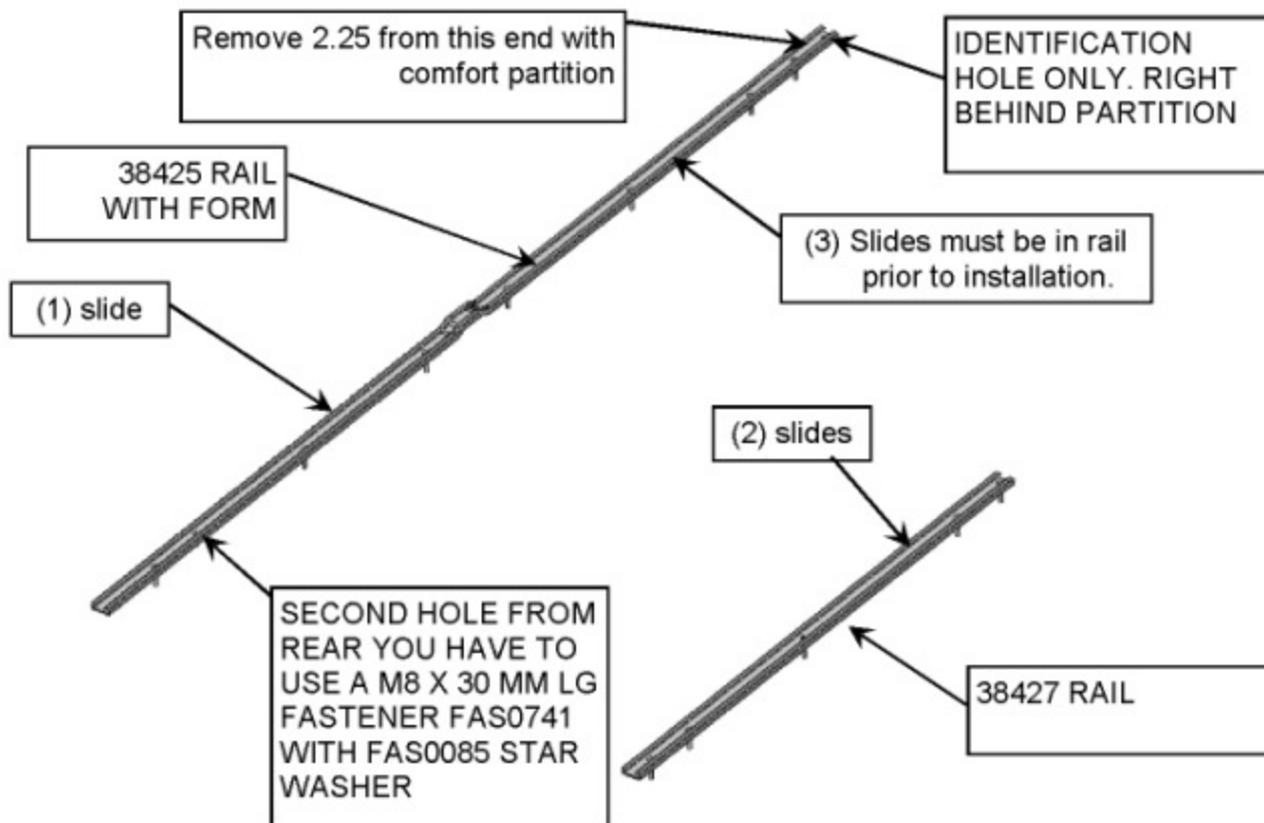 Remove 2.25 from this end with
comfort partition
IDENTIFICATION
HOLE ONLY. RIGHT
BEHIND PARTITION
38425 RAIL
WITH FORM
(3) Slides must be in rail
prior to installation.
(1) slide
(2) slides
SECOND HOLE FROM
REAR YOU HAVE TO
USE A M8 X 30 MM LG
FASTENER FAS0741
WITH FAS0085 STAR
WASHER
38427 RAIL